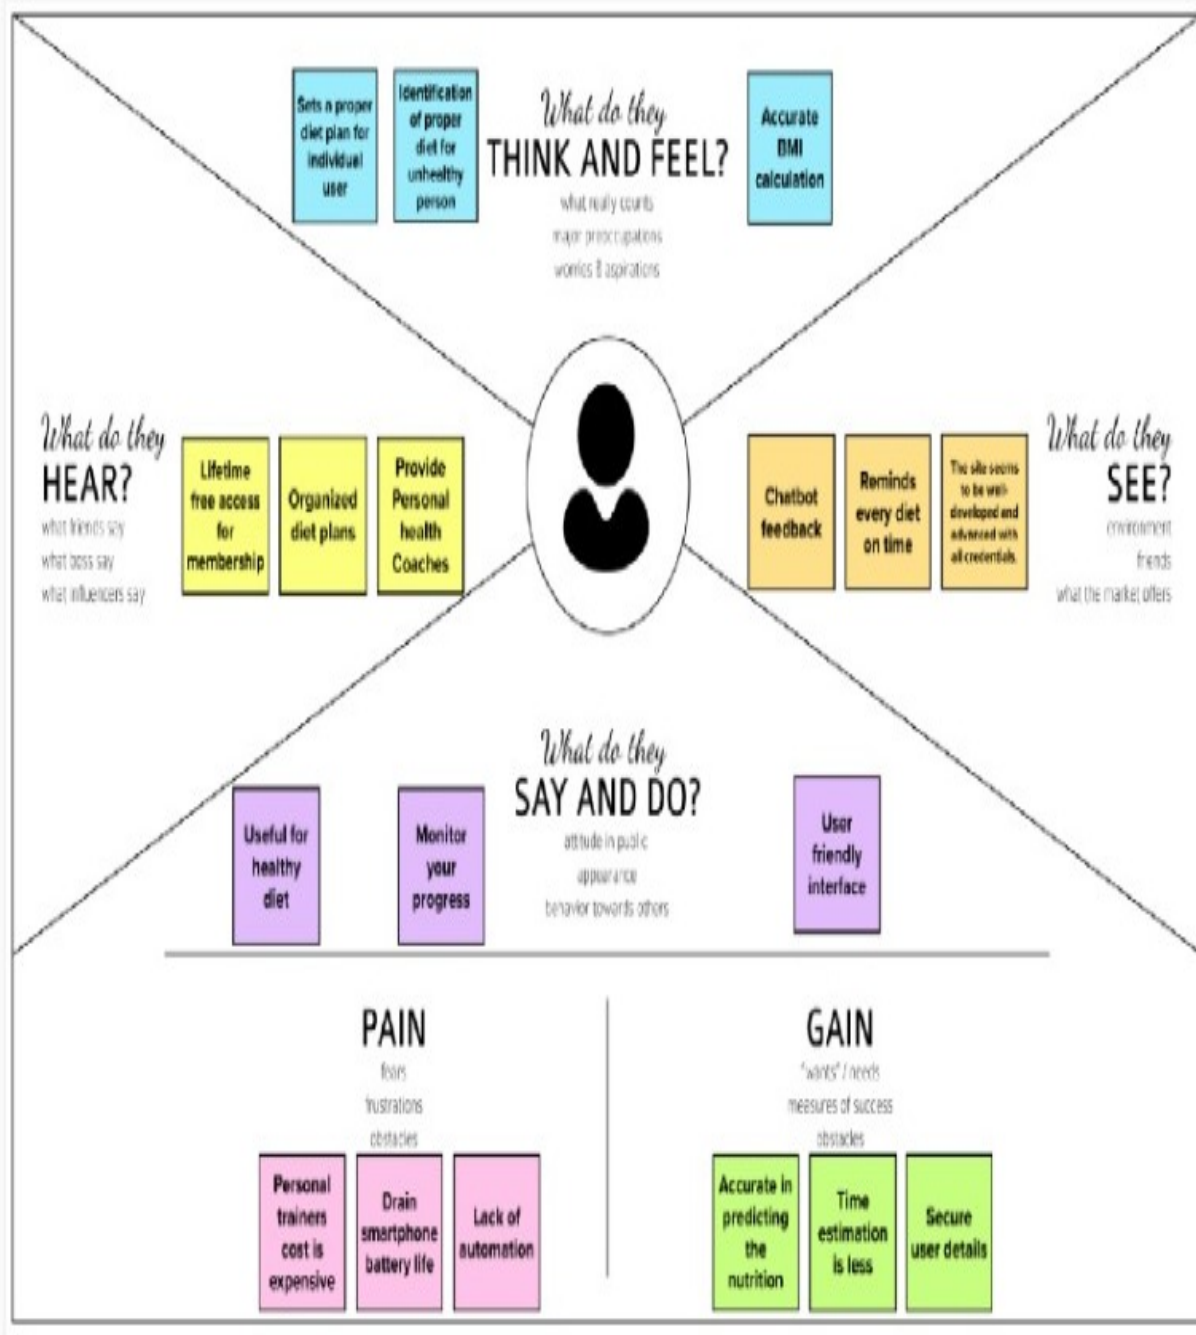 Sets a proper
diet plan for
individual
user
Identification
of proper
diet for
unhealthy
person
What do they
THINK AND FEEL?
what really counts
major preoccupations
worries & aspirations
Accurate
BMI
calculation
What do they
HEAR?
what friends say
what boss say
what influencers say
Lifetime
free access
for
membership
Organized
diet plans
Provide
Personal
health
Coaches
Chatbot
feedback
Reminds
every diet
on time
The site seems
to be well-
developed and
advanced with
all credentials.
What do they
SEE?
environment
friends
what the market offers
What do they
SAY AND DO?
attitude in public
appearance
behavior towards others
Useful for
healthy
diet
Monitor
your
progress
User
friendly
interface
PAIN
fears
frustrations
obstacles
Personal
trainers
cost is
expensive
Drain
smartphone
battery life
Lack of
automation
GAIN
"wants" / needs
measures of success
obstacles
Accurate in
predicting
the
nutrition
Time
estimation
is less
Secure
user details